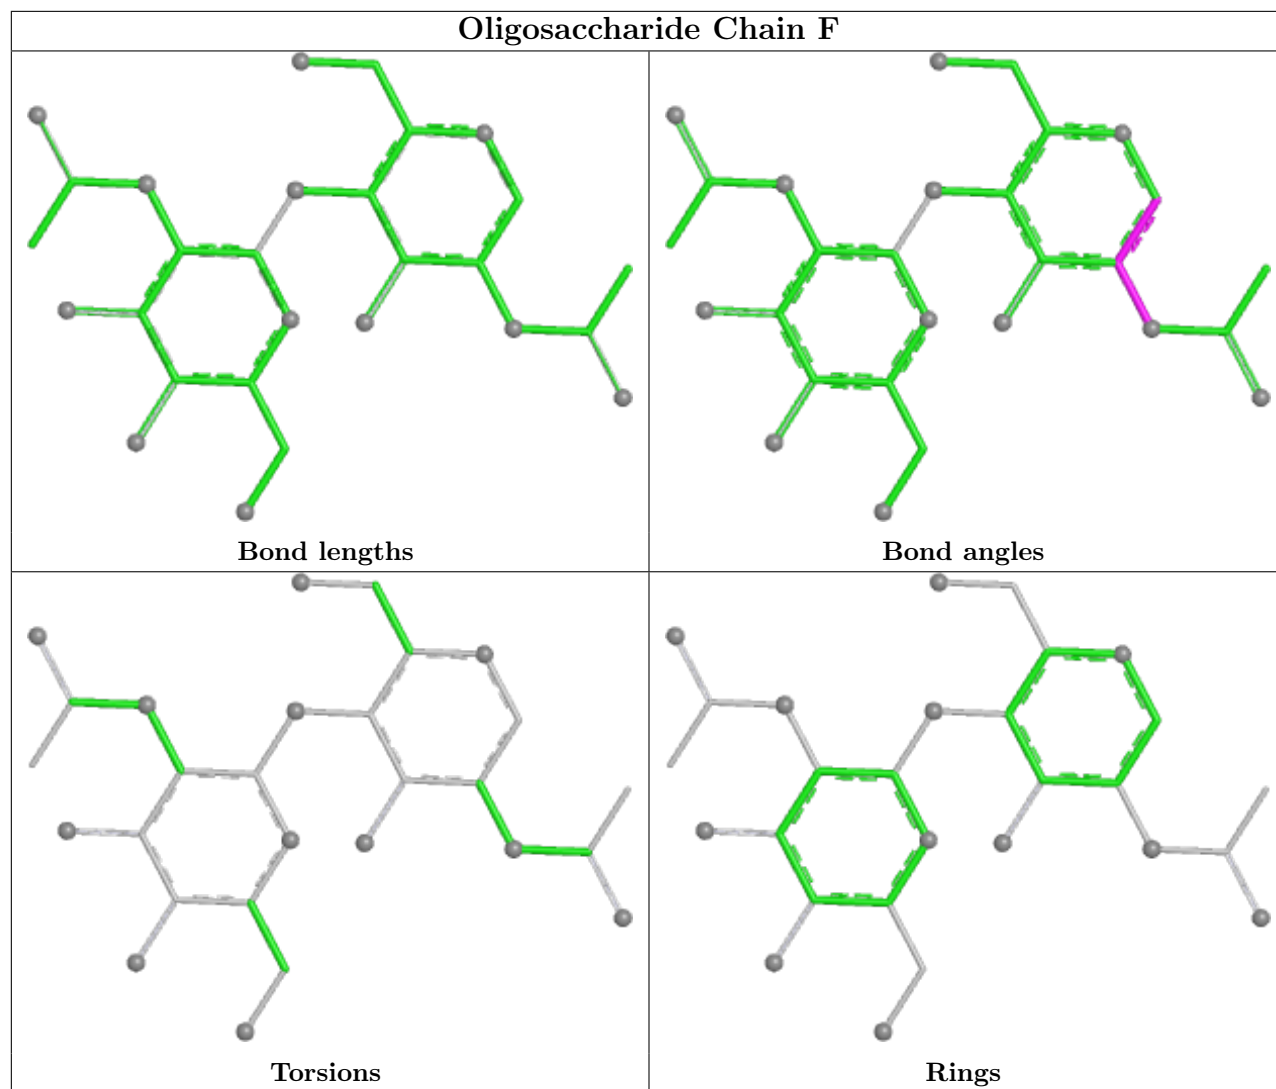 Oligosaccharide Chain F
Bond lengths
Bond angles
Torsions
Rings